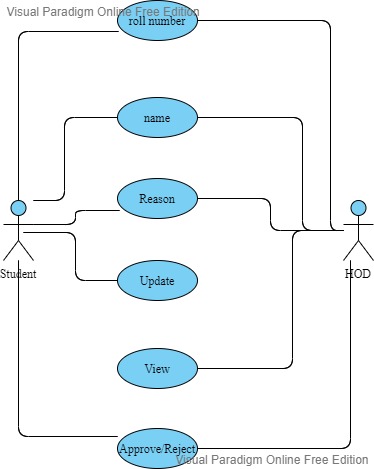 Visual Paradigm Online Free Edition
roll number
name
Reason
Student
HOD
Update
View
Approve/Reject
Visual Paradigm Online Free Edition